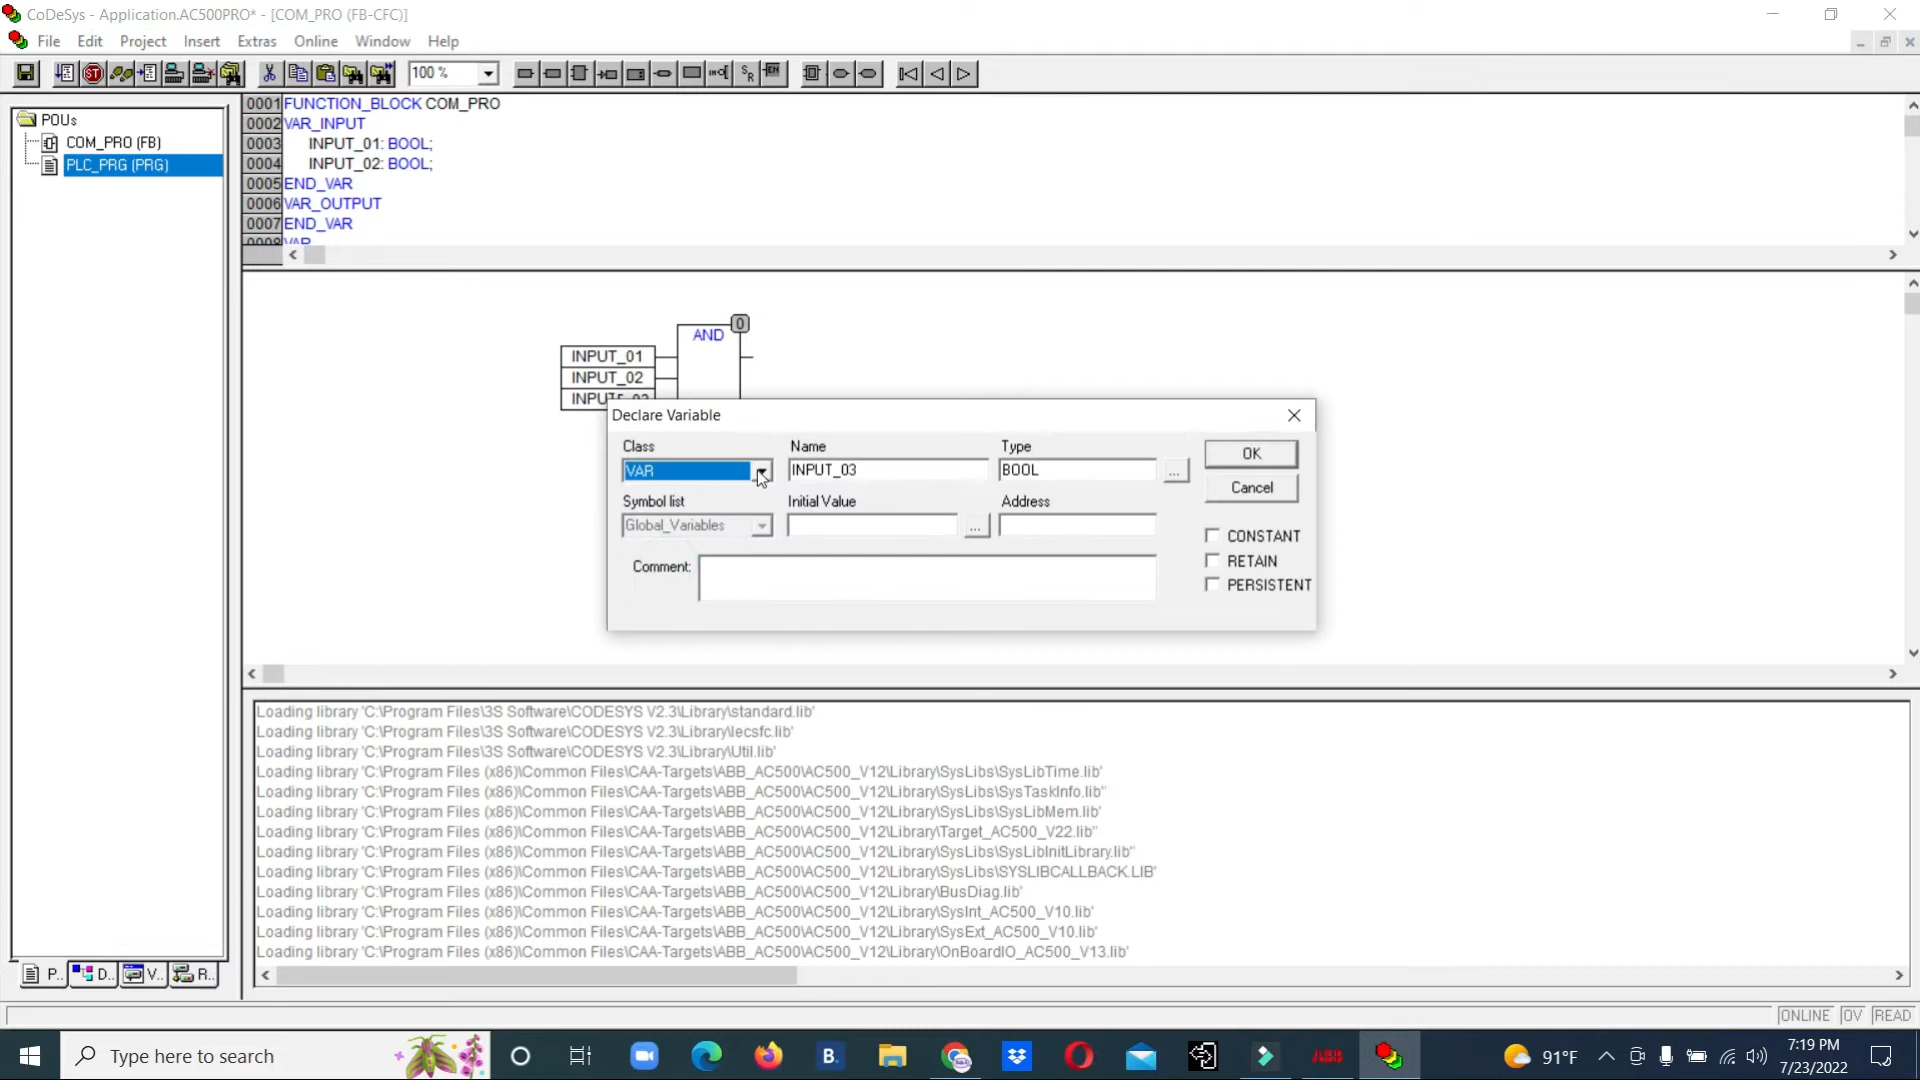 CoDeSys - Application.AC500PRO* - [COM_PRO (FB-CFC)]
File Edit Project Insert Extras Online Window Help
100 %
POUs
COM_PRO (FB)
PLC_PRG (PRG)
0001 FUNCTION_BLOCK COM_PRO
0002 VAR_INPUT
0003 INPUT_01: BOOL;
0004 INPUT_02: BOOL;
0005 END_VAR
0006 VAR_OUTPUT
0007 END_VAR
0008 VAR
0
AND
INPUT_01
INPUT_02
INPUT_03
Declare Variable
Class Name Type
VAR INPUT_03 BOOL ... OK
Cancel
Symbol list Initial Value Address
Global_Variables ...
CONSTANT
Comment:
RETAIN
PERSISTENT
Loading library 'C:\Program Files\3S Software\CODESYS V2.3\Library\standard.lib'
Loading library 'C:\Program Files\3S Software\CODESYS V2.3\Library\Iecsfc.lib'
Loading library 'C:\Program Files\3S Software\CODESYS V2.3\Library\Util.lib'
Loading library 'C:\Program Files (x86)\Common Files\CAA-Targets\ABB_AC500\AC500_V12\Library\SysLibs\SysLibTime.lib'
Loading library 'C:\Program Files (x86)\Common Files\CAA-Targets\ABB_AC500\AC500_V12\Library\SysLibs\SysTaskInfo.lib''
Loading library 'C:\Program Files (x86)\Common Files\CAA-Targets\ABB_AC500\AC500_V12\Library\SysLibs\SysLibMem.lib'
Loading library 'C:\Program Files (x86)\Common Files\CAA-Targets\ABB_AC500\AC500_V12\Library\Target_AC500_V22.lib''
Loading library 'C:\Program Files (x86)\Common Files\CAA-Targets\ABB_AC500\AC500_V12\Library\SysLibs\SysLibInitLibrary.lib''
Loading library 'C:\Program Files (x86)\Common Files\CAA-Targets\ABB_AC500\AC500_V12\Library\SysLibs\SYSLIBCALLBACK.LIB'
Loading library 'C:\Program Files (x86)\Common Files\CAA-Targets\ABB_AC500\AC500_V12\Library\BusDiag.lib'
Loading library 'C:\Program Files (x86)\Common Files\CAA-Targets\ABB_AC500\AC500_V12\Library\SysInt_AC500_V10.lib'
Loading library 'C:\Program Files (x86)\Common Files\CAA-Targets\ABB_AC500\AC500_V12\Library\SysExt_AC500_V10.lib'
Loading library 'C:\Program Files (x86)\Common Files\CAA-Targets\ABB_AC500\AC500_V12\Library\OnBoardIO_AC500_V13.lib'
P.. D.. V.. R..
ONLINE OV READ
Type here to search
B.
ABB
91°F
7:19 PM
7/23/2022